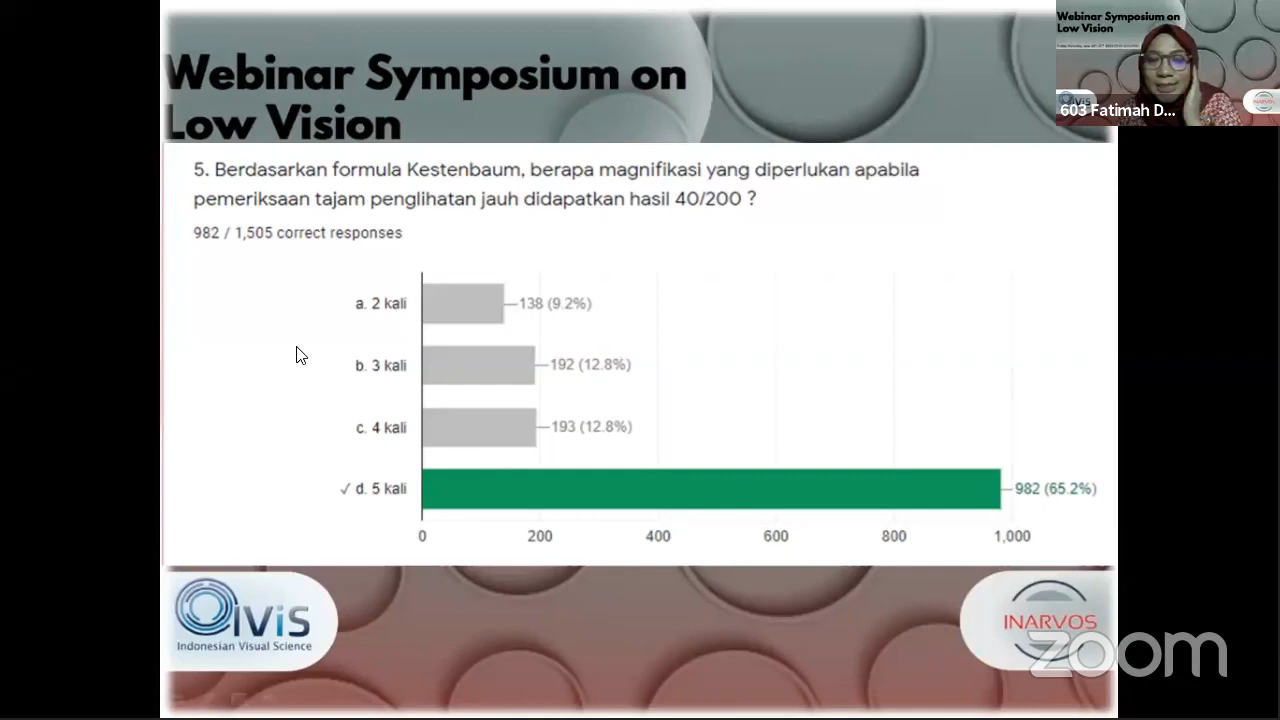 Webinar Symposium on
Low Vision
Webinar Symposium on
Low Vision
603 Fatimah D...
5. Berdasarkan formula Kestenbaum, berapa magnifikasi yang diperlukan apabila
pemeriksaan tajam penglihatan jauh didapatkan hasil 40/200 ?
982 / 1,505 correct responses
a. 2 kali
138 (9.2%)
b. 3 kali
192 (12.8%)
c. 4 kali
193 (12.8%)
✓ d. 5 kali
982 (65.2%)
0 200 400 600 800 1,000
IViS
Indonesian Visual Science
INARVOS
zoom